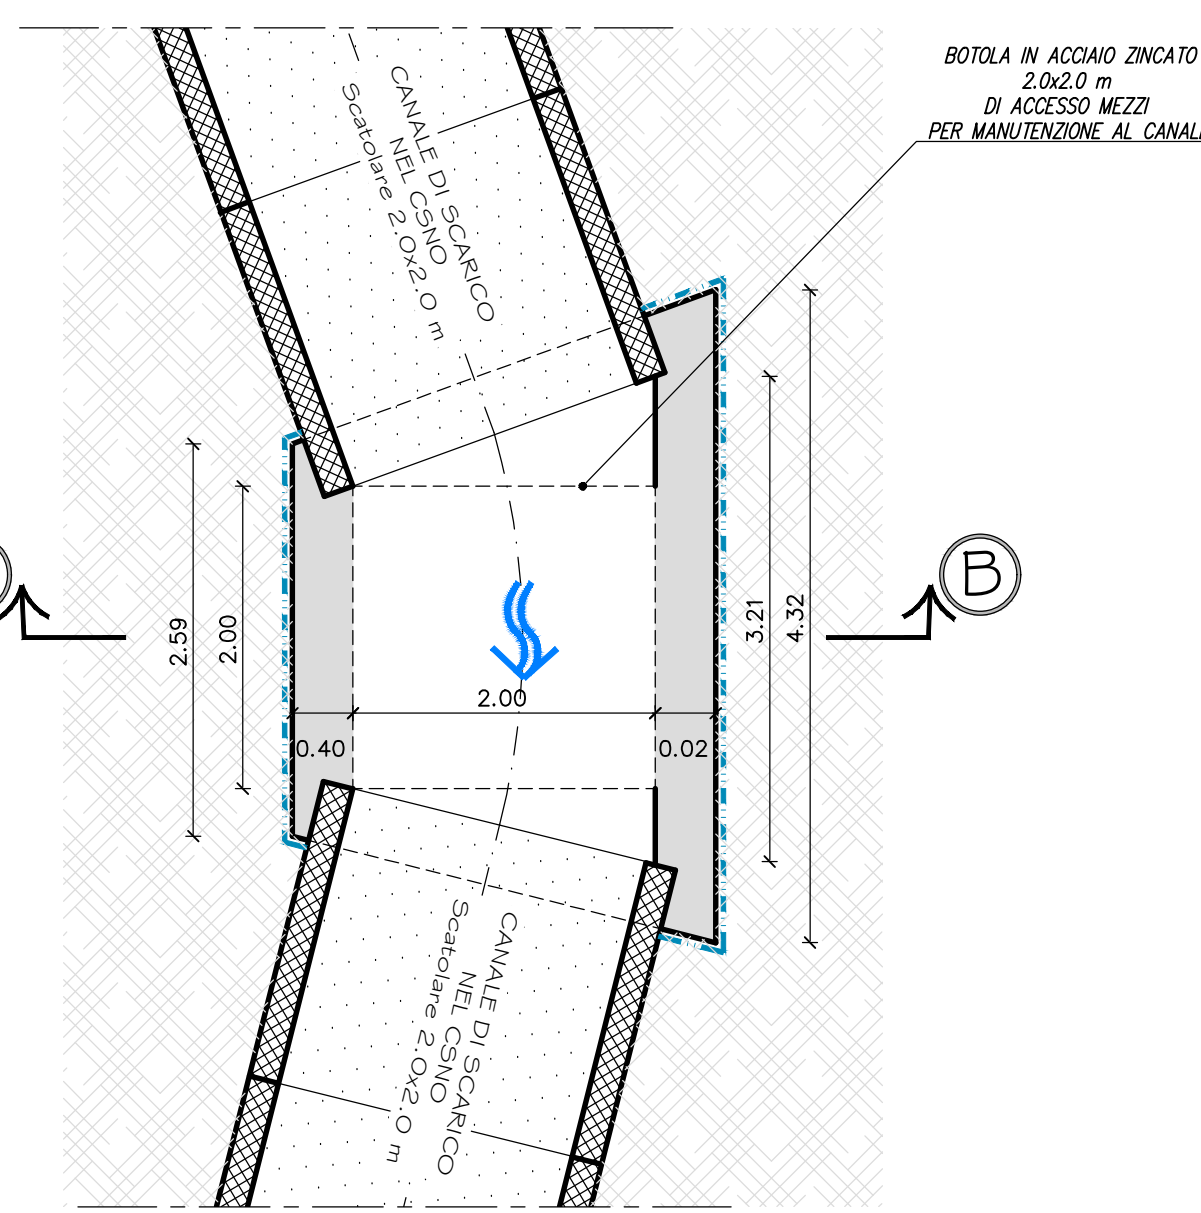 BOTOLA IN ACCIAIO ZINCATO
2.0x2.0 m
DI ACCESSO MEZZI
PER MANUTENZIONE AL CANALE
CANALE DI SCARICO
NEL CSNO
Scatolare 2.0x2.0 m
B
2.59
2.00
3.21
4.32
2.00
0.40
0.02
CANALE DI SCARICO
NEL CSNO
Scatolare 2.0x2.0 m